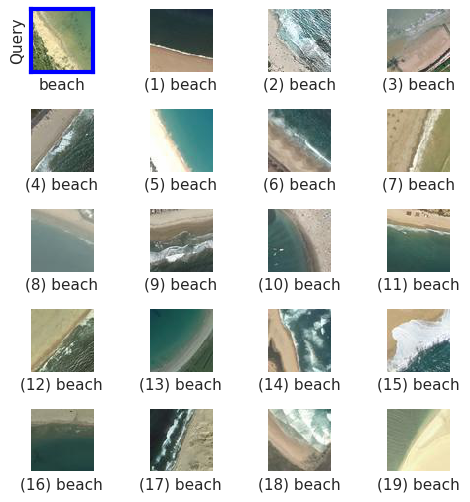 Query
beach
(1) beach
(2) beach
(3) beach
(4) beach
(5) beach
(6) beach
(7) beach
(8) beach
(9) beach
(10) beach
(11) beach
(12) beach
(13) beach
(14) beach
(15) beach
(16) beach
(17) beach
(18) beach
(19) beach